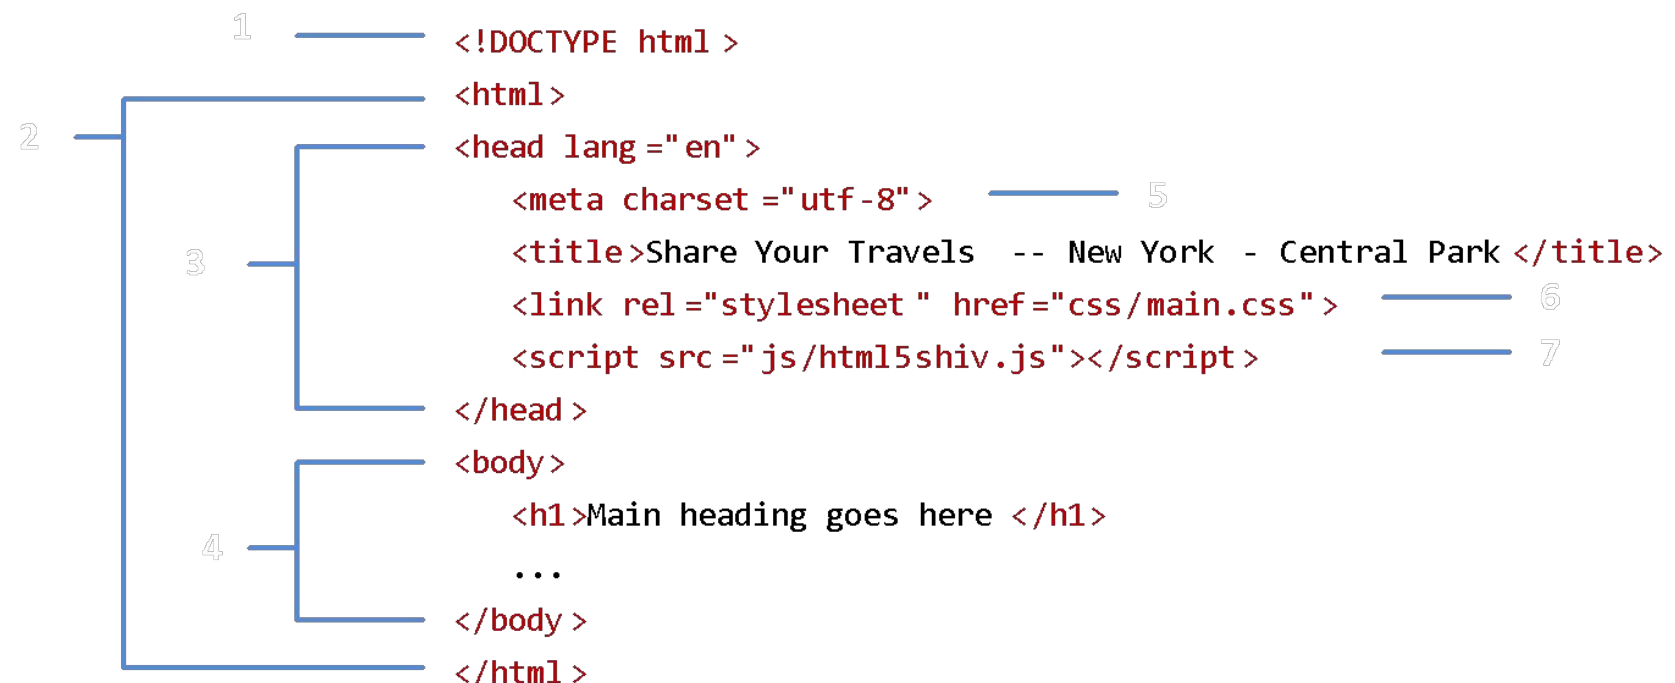 1 <!DOCTYPE html>
<html>
2
<head lang="en">
<meta charset="utf-8"> 5
<title>Share Your Travels -- New York - Central Park</title>
3
<link rel="stylesheet" href="css/main.css"> 6
<script src="js/html5shiv.js"></script> 7
</head>
<body>
<h1>Main heading goes here </h1>
4
...
</body>
</html>